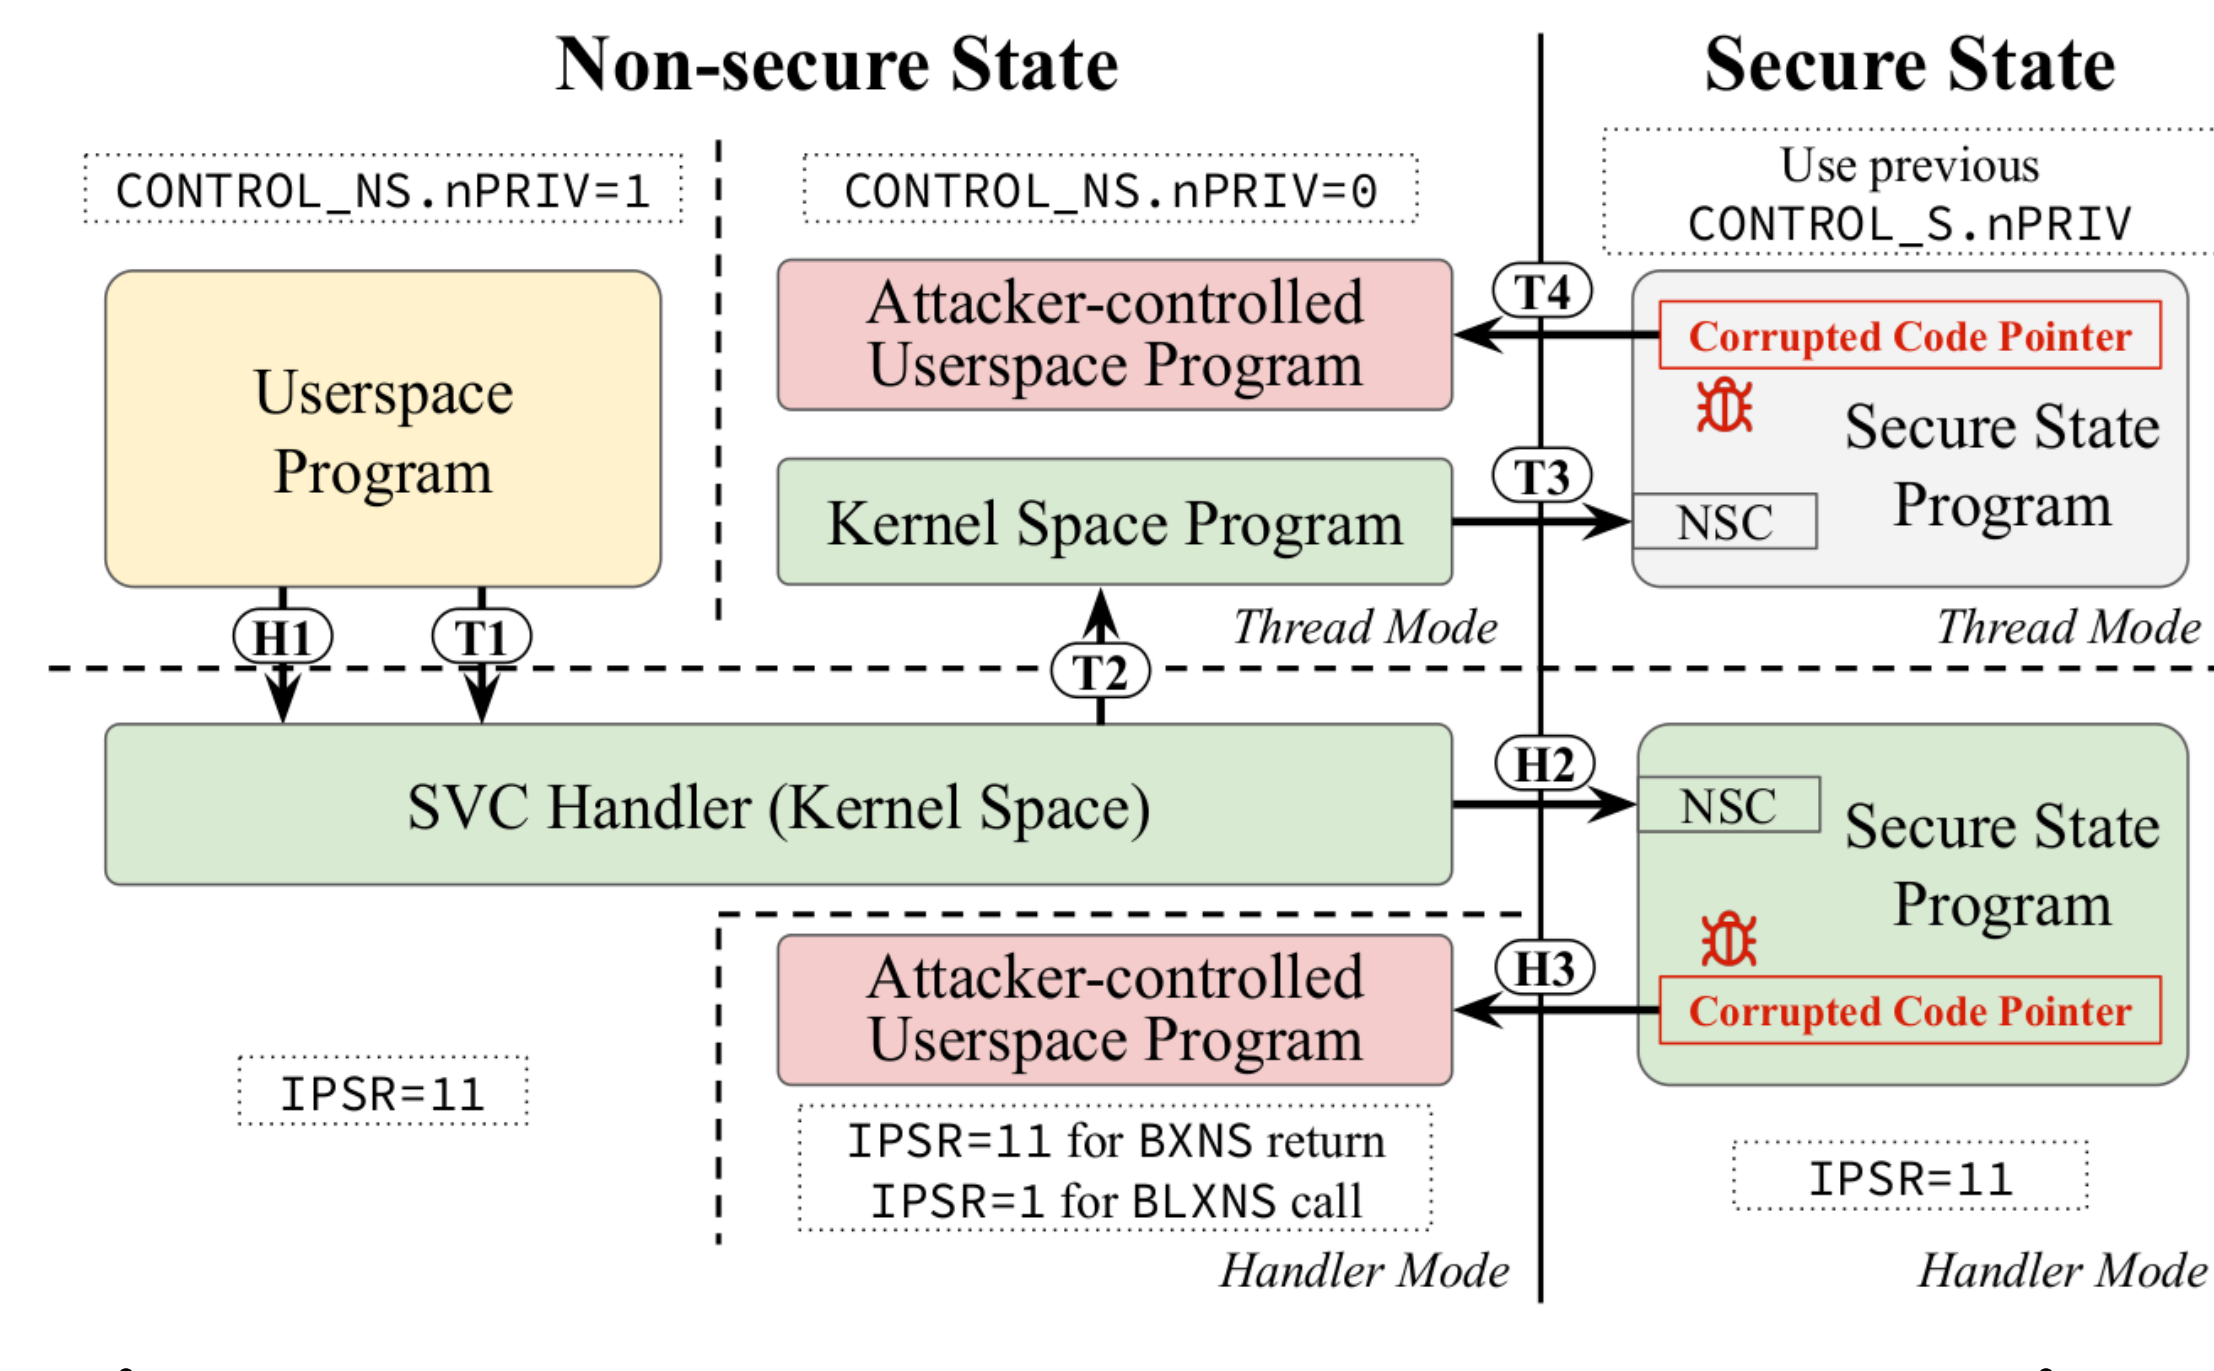 Non-secure State
Secure State
CONTROL_NS.nPRIV=1
CONTROL_NS.nPRIV=0
Use previous
CONTROL_S.nPRIV
Userspace
Program
Attacker-controlled
Userspace Program
T4
Corrupted Code Pointer
Secure State
Program
Kernel Space Program
T3
NSC
H1
T1
T2
Thread Mode
Thread Mode
SVC Handler (Kernel Space)
H2
NSC
Secure State
Program
Attacker-controlled
Userspace Program
H3
Corrupted Code Pointer
IPSR=11
IPSR=11 for BXNS return
IPSR=1 for BLXNS call
IPSR=11
Handler Mode
Handler Mode